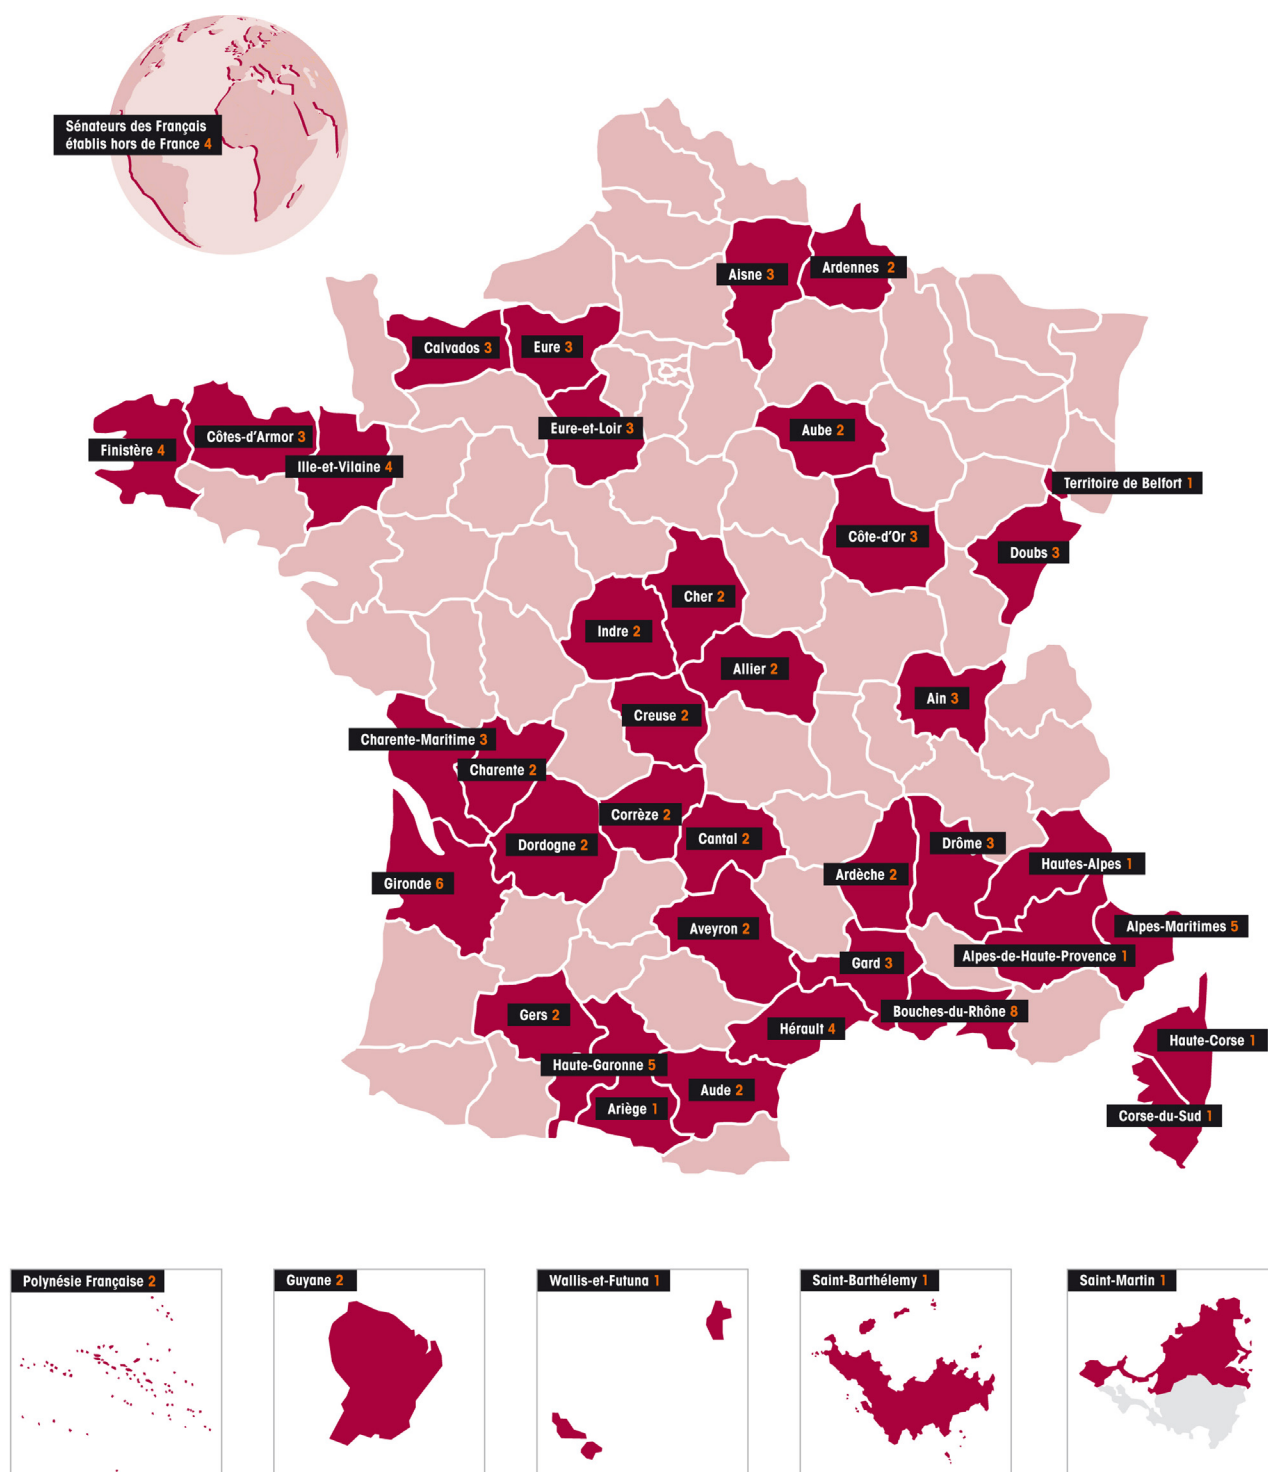 Sénateurs des Français
établis hors de France 4
Aisne 3
Ardennes 2
Calvados 3
Eure 3
Eure-et-Loir 3
Aube 2
Finistère 4
Côtes-d'Armor 3
Ille-et-Vilaine 4
Territoire de Belfort 1
Côte-d'Or 3
Doubs 3
Cher 2
Indre 2
Allier 2
Ain 3
Creuse 2
Charente-Maritime 3
Charente 2
Corrèze 2
Cantal 2
Dordogne 2
Drôme 3
Hautes-Alpes 1
Ardèche 2
Gironde 6
Aveyron 2
Alpes-Maritimes 5
Alpes-de-Haute-Provence 1
Gard 3
Gers 2
Hérault 4
Bouches-du-Rhône 8
Haute-Corse 1
Haute-Garonne 5
Aude 2
Ariège 1
Corse-du-Sud 1
Polynésie Française 2
Guyane 2
Wallis-et-Futuna 1
Saint-Barthélemy 1
Saint-Martin 1